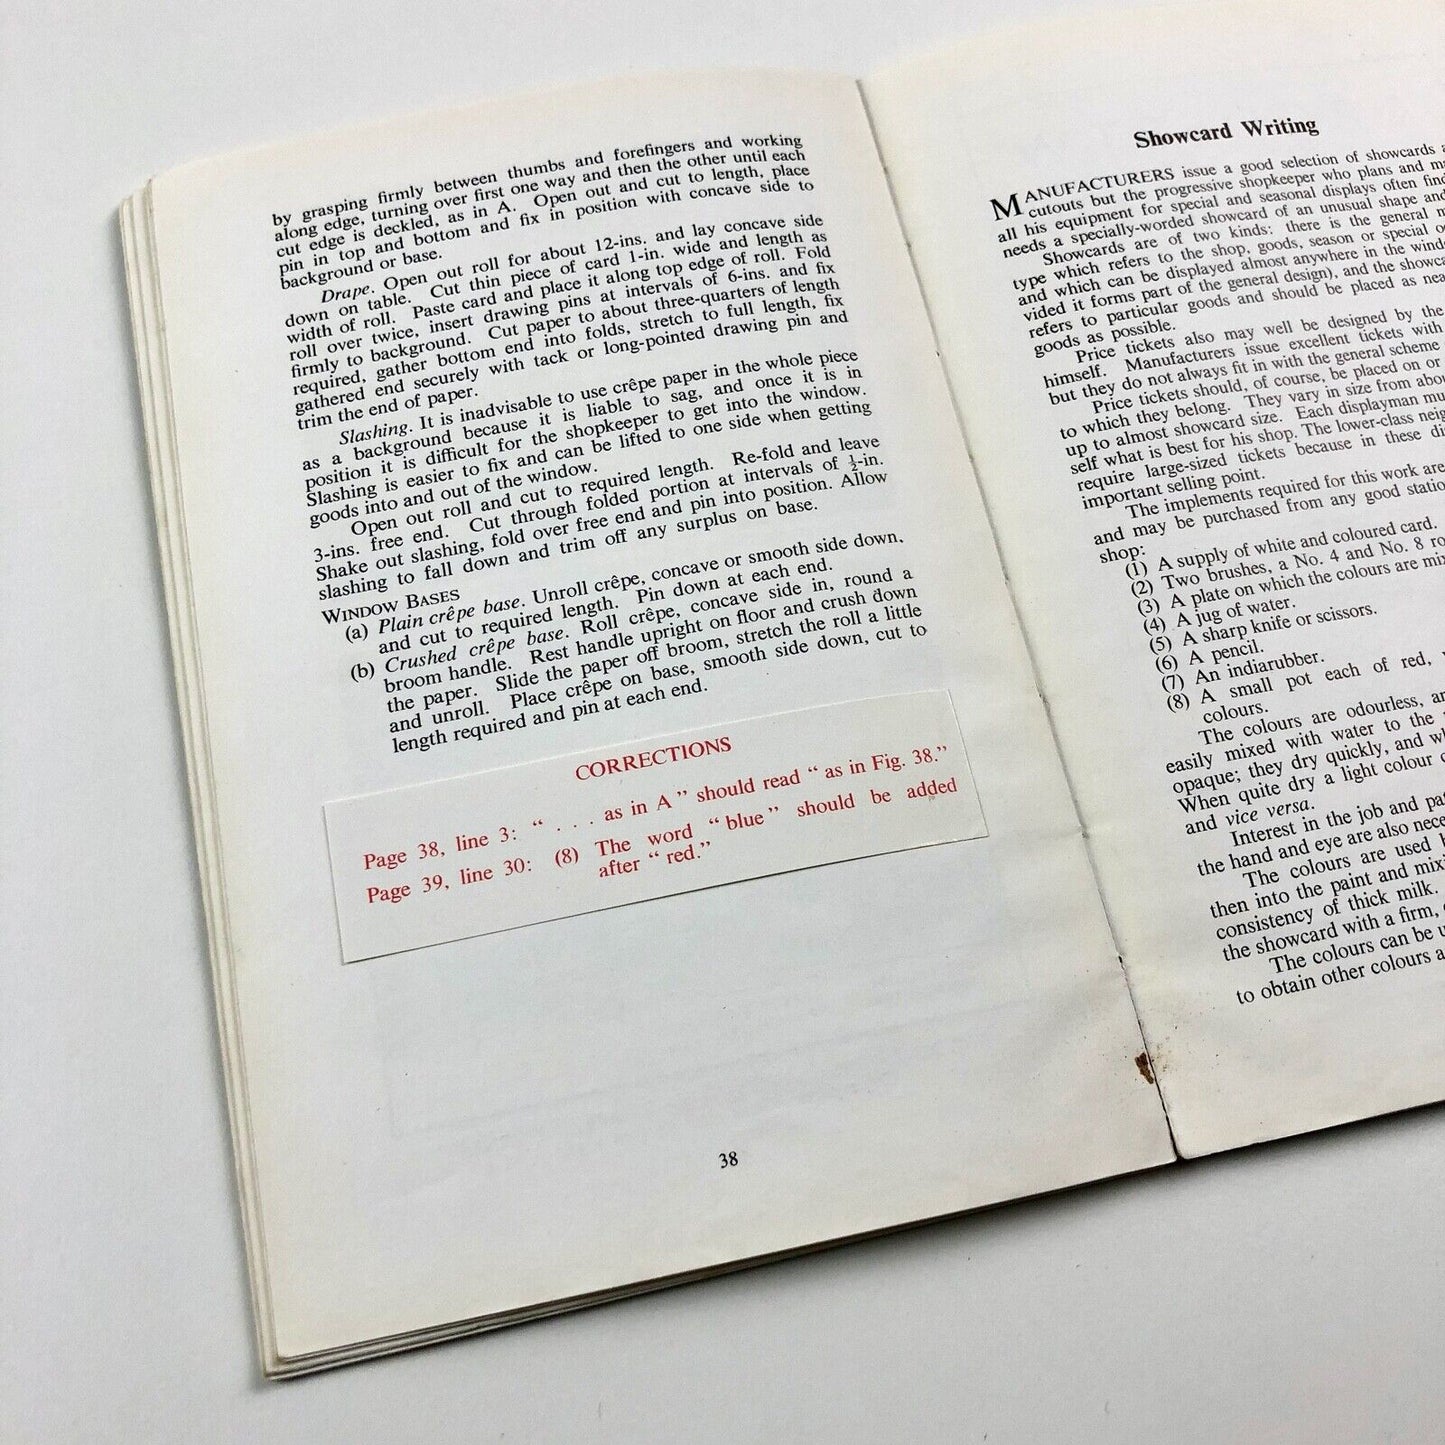 by grasping firmly between thumbs and forefingers and working
along edge, turning over first one way and then the other until each
cut edge is deckled, as in A. Open out and cut to length, place
pin in top and bottom and fix in position with concave side to
background or base.
Drape. Open out roll for about 12-ins. and lay concave side
down on table. Cut thin piece of card 1-in. wide and length as
width of roll. Paste card and place it along top edge of roll. Fold
roll over twice, insert drawing pins at intervals of 6-ins. and fix
firmly to background. Cut paper to about three-quarters of length
required, gather bottom end into folds, stretch to full length, fix
gathered end securely with tack or long-pointed drawing pin and
trim the end of paper.
Slashing. It is inadvisable to use crêpe paper in the whole piece
as a background because it is liable to sag, and once it is in
position it is difficult for the shopkeeper to get into the window.
Slashing is easier to fix and can be lifted to one side when getting
goods into and out of the window.
Open out roll and cut to required length. Re-fold and leave
3-ins. free end. Cut through folded portion at intervals of ½-in.
Shake out slashing, fold over free end and pin into position. Allow
slashing to fall down and trim off any surplus on base.
WINDOW BASES
(a) Plain crêpe base. Unroll crêpe, concave or smooth side down,
and cut to required length. Pin down at each end.
(b) Crushed crêpe base. Roll crêpe, concave side in, round a
broom handle. Rest handle upright on floor and crush down
the paper. Slide the paper off broom, stretch the roll a little
and unroll. Place crêpe on base, smooth side down, cut to
length required and pin at each end.
CORRECTIONS
Page 38, line 3: " . . . as in A " should read " as in Fig. 38."
Page 39, line 30: (8) The word " blue " should be added
after " red."
38
Showcard Writing
MANUFACTURERS issue a good selection of showcards
cutouts but the progressive shopkeeper who plans and
all his equipment for special and seasonal displays often
needs a specially-worded showcard of an unusual shape
Showcards are of two kinds: there is the general
type which refers to the shop, goods, season or special
and which can be displayed almost anywhere in the
vided it forms part of the general design), and the
refers to particular goods and should be placed as
goods as possible.
Price tickets also may well be designed by the
himself. Manufacturers issue excellent tickets with
but they do not always fit in with the general scheme
Price tickets should, of course, be placed on or
to which they belong. They vary in size from
up to almost showcard size. Each displayman
self what is best for his shop. The lower-class
require large-sized tickets because in these
important selling point.
The implements required for this work are
and may be purchased from any good
shop:
(1) A supply of white and coloured card.
(2) Two brushes, a No. 4 and No. 8
(3) A plate on which the colours are
(4) A jug of water.
(5) A sharp knife or scissors.
(6) A pencil.
(7) An indiarubber.
(8) A small pot each of red,
colours.
The colours are odourless,
easily mixed with water to the
opaque; they dry quickly, and
When quite dry a light colour
and vice versa.
Interest in the job and
the hand and eye are also
The colours are used
then into the paint and
consistency of thick milk.
the showcard with a firm,
The colours can be
to obtain other colours